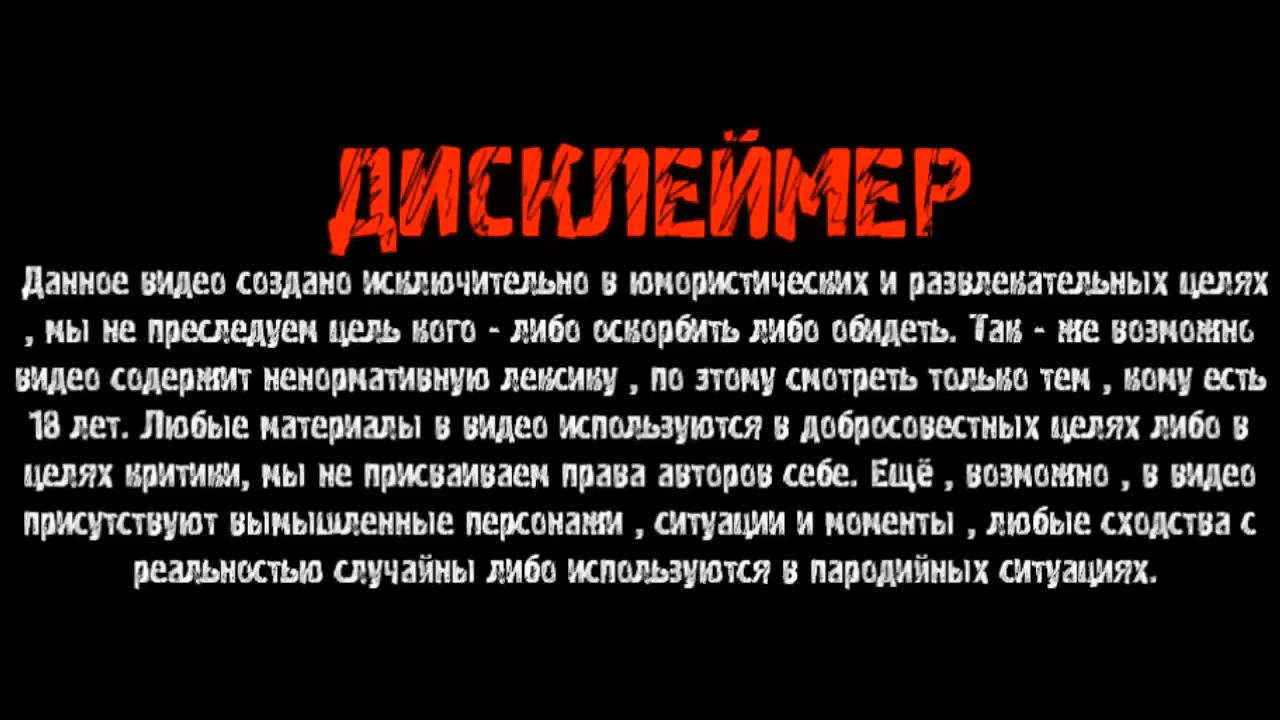 ДИСКЛЕЙМЕР
Данное видео создано исключительно в юмористических и развлекательных целях
, мы не преследуем цель кого - либо оскорбить либо обидеть. Так - же возможно
видео содержит ненормативную лексику , по этому смотреть только тем , кому есть
18 лет. Любые материалы в видео используются в добросовестных целях либо в
целях критики, мы не присваиваем права авторов себе. Ещё , возможно , в видео
присутствуют вымышленные персонажи , ситуации и моменты , любые сходства с
реальностью случайны либо используются в пародийных ситуациях.